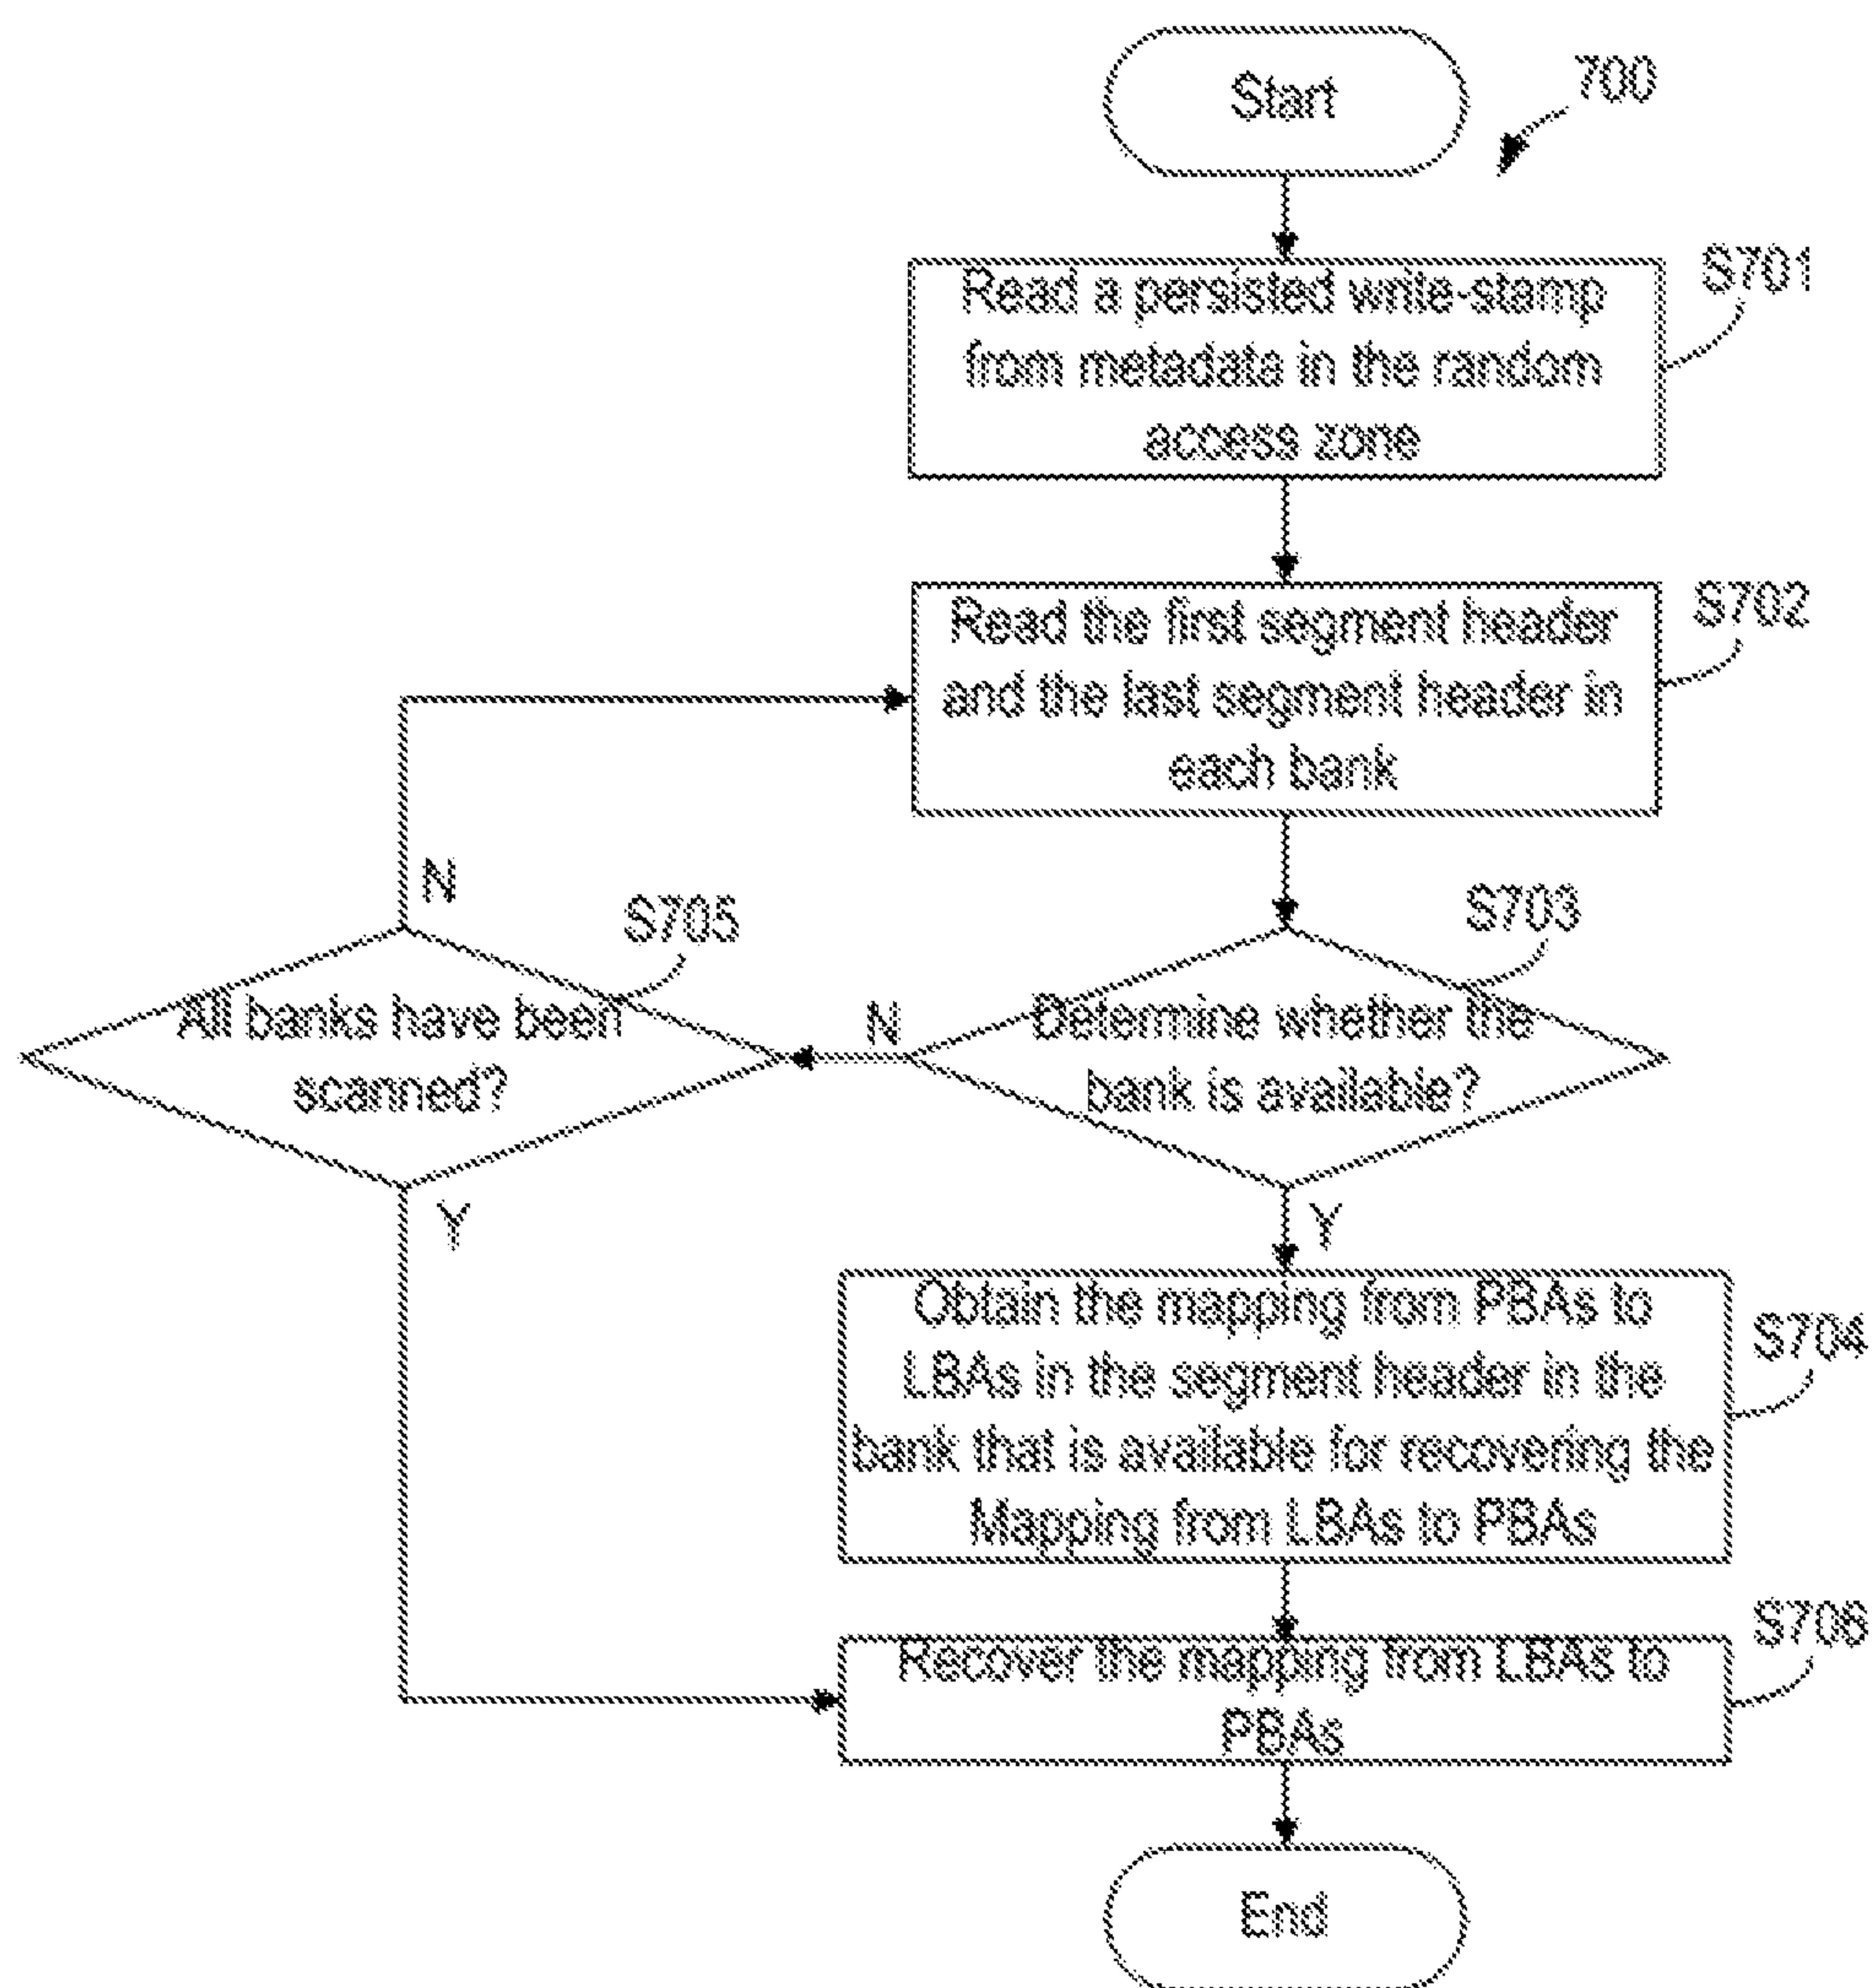 Start
700
Read a persisted write-stamp
from metadata in the random
access zone
S701
Read the first segment header
and the last segment header in
each bank
S702
N
S705
S703
All banks have been
scanned?
N
Determine whether the
bank is available?
Y
Y
Obtain the mapping from PBAs to
LBAs in the segment header in the
bank that is available for recovering the
Mapping from LBAs to PBAs
S704
Recover the mapping from LBAs to
PBAs
S706
End